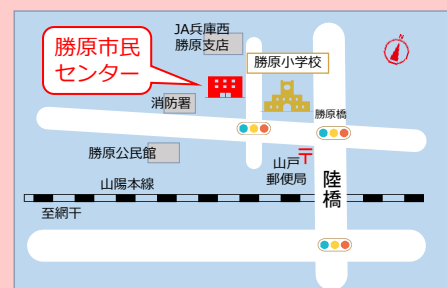 JA兵庫西
勝原支店
勝原市民
センター
勝原小学校
消防署
勝原橋
勝原公民館
山戸
郵便局
陸橋
山陽本線
至網干